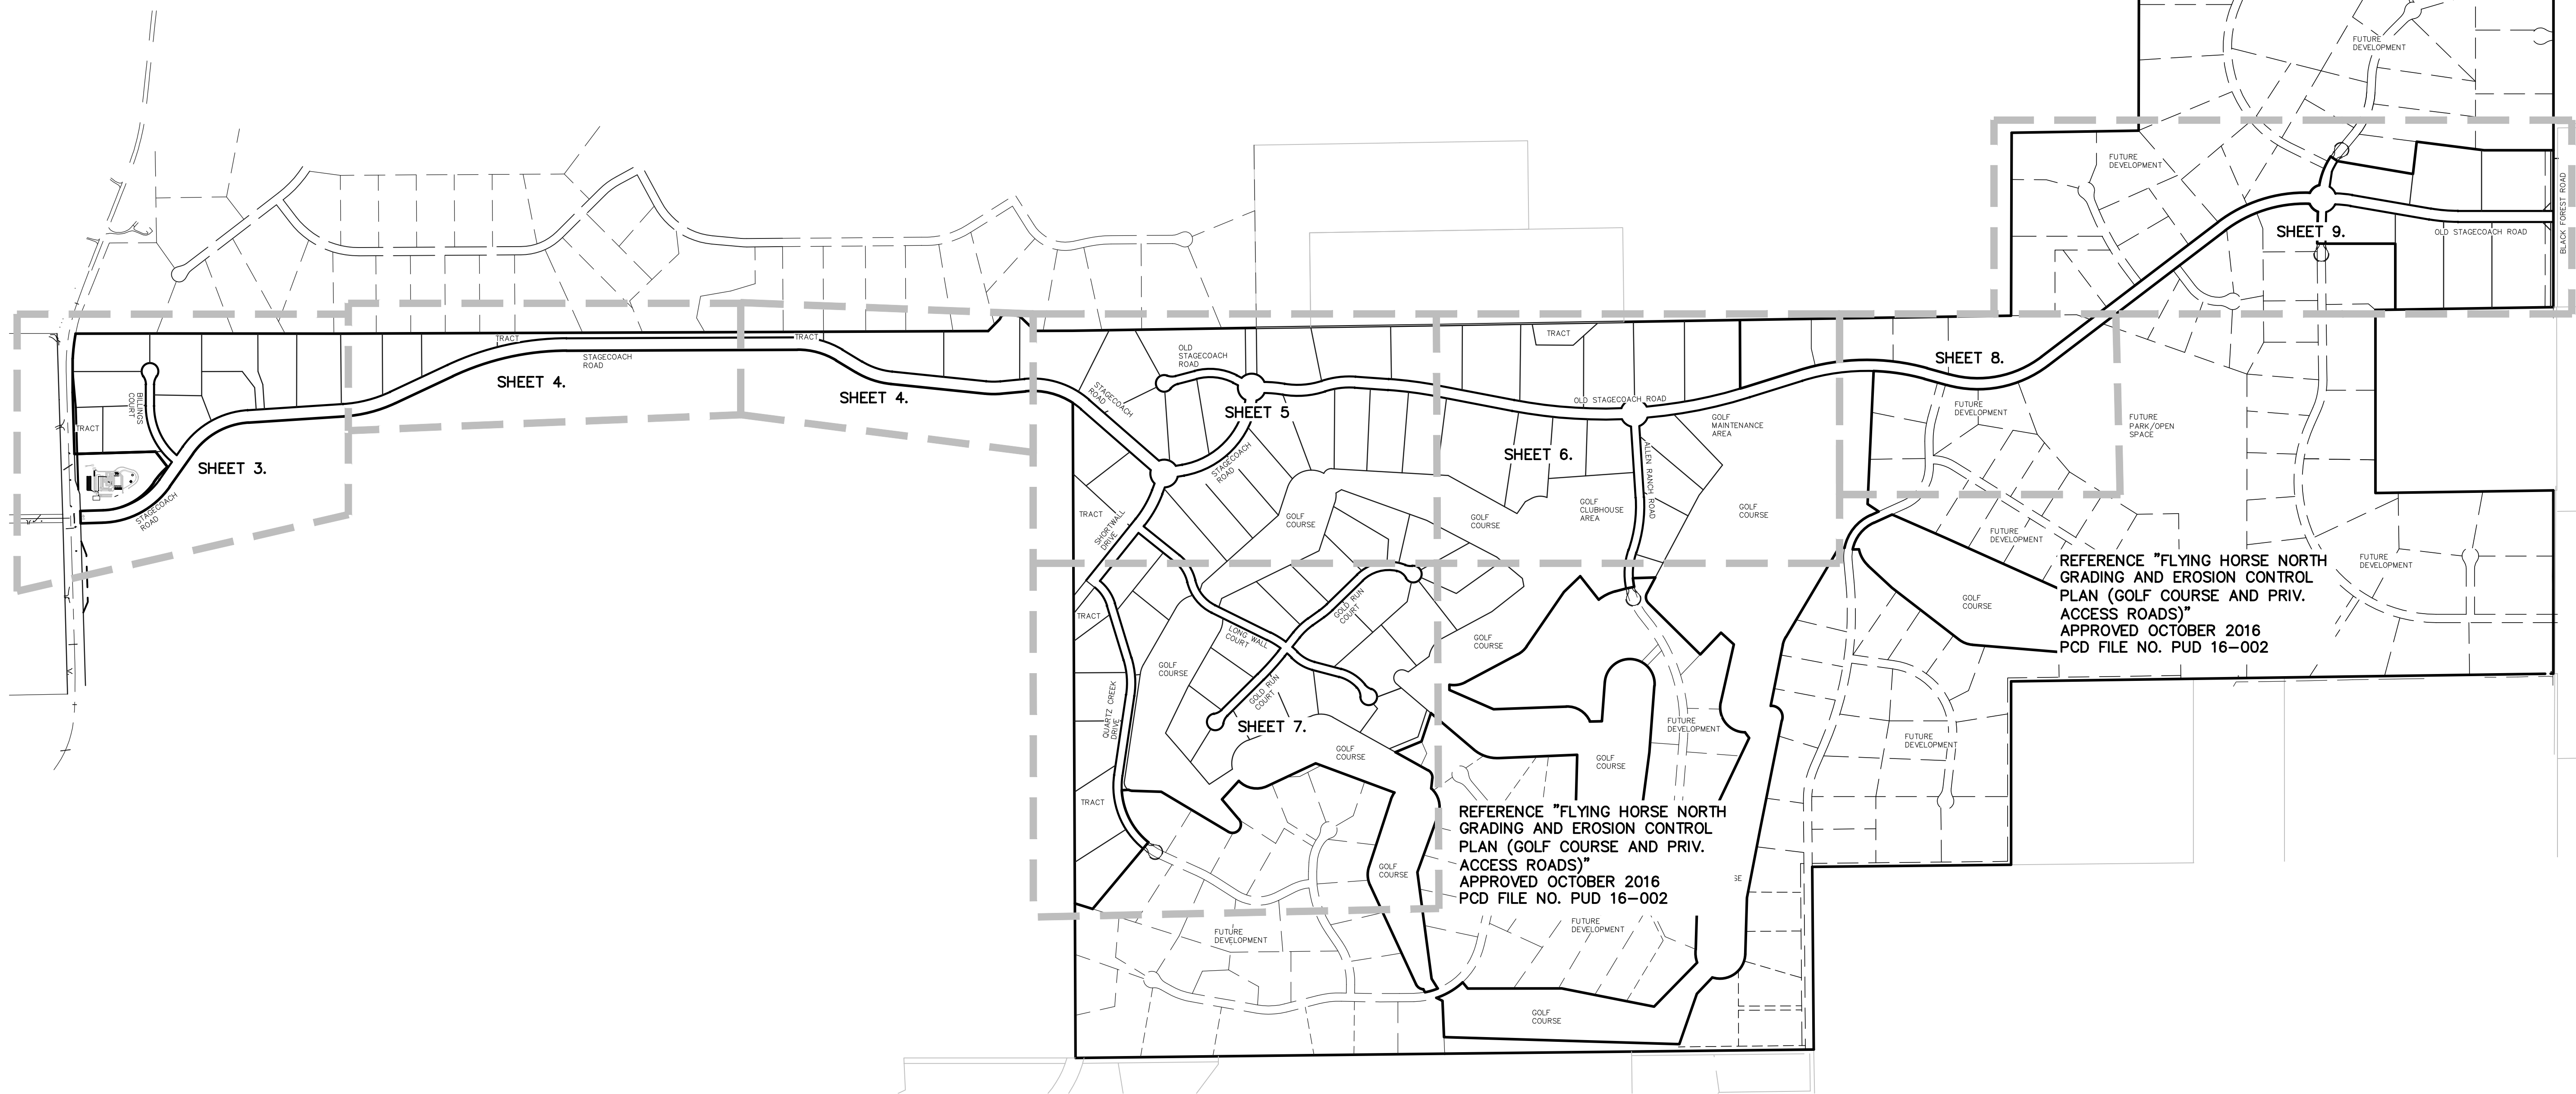 FUTURE
DEVELOPMENT
FUTURE
DEVELOPMENT
BLACK FOREST ROAD
SHEET 9.
OLD STAGECOACH ROAD
TRACT
STAGECOACH
ROAD
TRACT
SHEET 4.
SHEET 4.
BILLINGS
COURT
TRACT
SHEET 3.
STAGECOACH
ROAD
OLD
STAGECOACH
ROAD
STAGECOACH
ROAD
SHEET 5
STAGECOACH
ROAD
TRACT
OLD STAGECOACH ROAD
SHEET 8.
GOLF
MAINTENANCE
AREA
FUTURE
DEVELOPMENT
FUTURE
PARK/OPEN
SPACE
SHEET 6.
ALLEN RANCH ROAD
TRACT
SHORTWALL
DRIVE
GOLF
COURSE
GOLF
COURSE
GOLF
CLUBHOUSE
AREA
GOLF
COURSE
FUTURE
DEVELOPMENT
FUTURE
DEVELOPMENT
REFERENCE "FLYING HORSE NORTH
GRADING AND EROSION CONTROL
PLAN (GOLF COURSE AND PRIV.
ACCESS ROADS)"
APPROVED OCTOBER 2016
PCD FILE NO. PUD 16-002
GOLF
COURSE
TRACT
GOLD RUN
COURT
LONG WALL
COURT
GOLF
COURSE
GOLF
COURSE
GOLD RUN
COURT
QUARTZ CREEK
DRIVE
SHEET 7.
GOLF
COURSE
FUTURE
DEVELOPMENT
GOLF
COURSE
FUTURE
DEVELOPMENT
TRACT
REFERENCE "FLYING HORSE NORTH
GRADING AND EROSION CONTROL
PLAN (GOLF COURSE AND PRIV.
ACCESS ROADS)"
APPROVED OCTOBER 2016
PCD FILE NO. PUD 16-002
GOLF
COURSE
SE
FUTURE
DEVELOPMENT
FUTURE
DEVELOPMENT
GOLF
COURSE